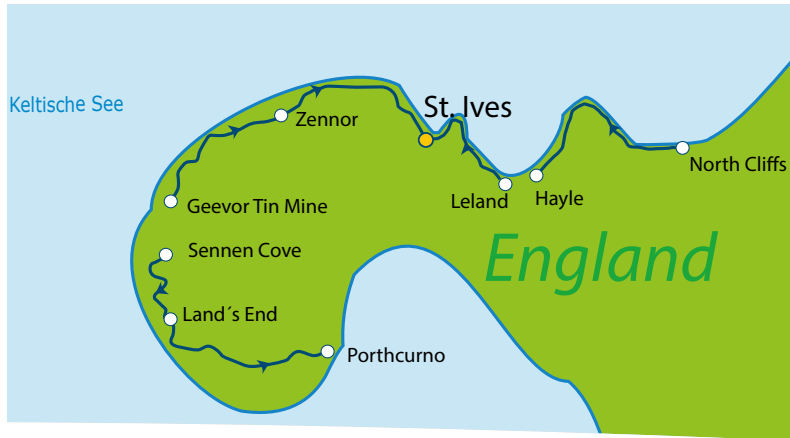 Keltische See
St. Ives
Zennor
North Cliffs
Leland
Hayle
Geevor Tin Mine
Sennen Cove
England
Land´s End
Porthcurno